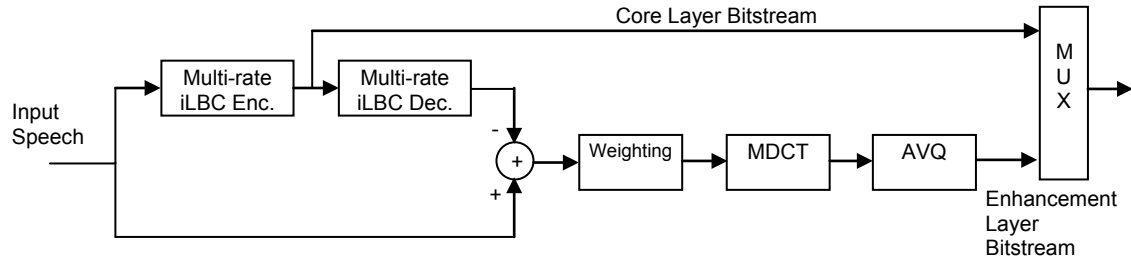 Core Layer Bitstream
M
U
X
Multi-rate
iLBC Enc.
Multi-rate
iLBC Dec.
Input
Speech
-
+
+
Weighting
MDCT
AVQ
Enhancement
Layer
Bitstream